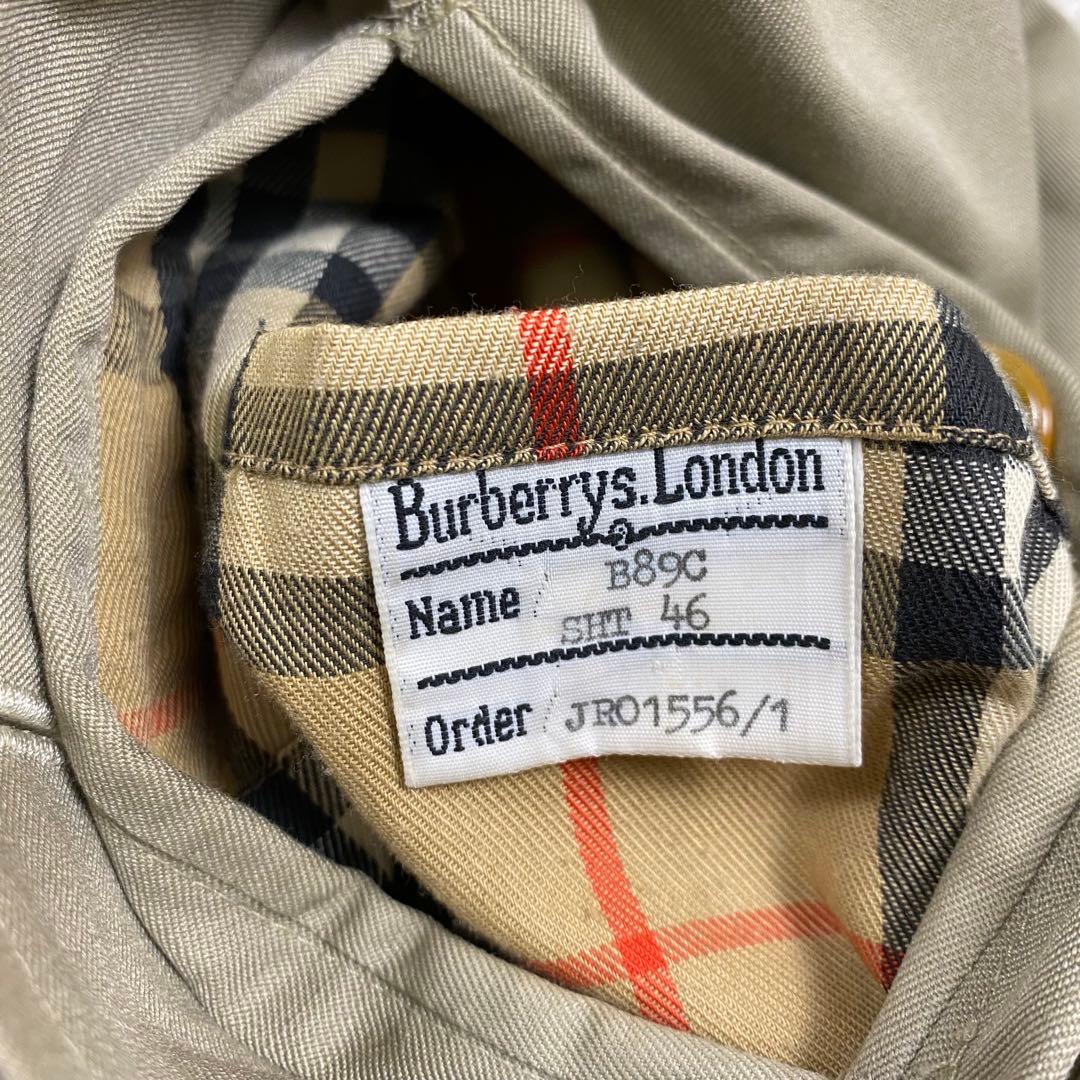 Burberrys.London
B89C
Name SHT 46
Order JR01556/1